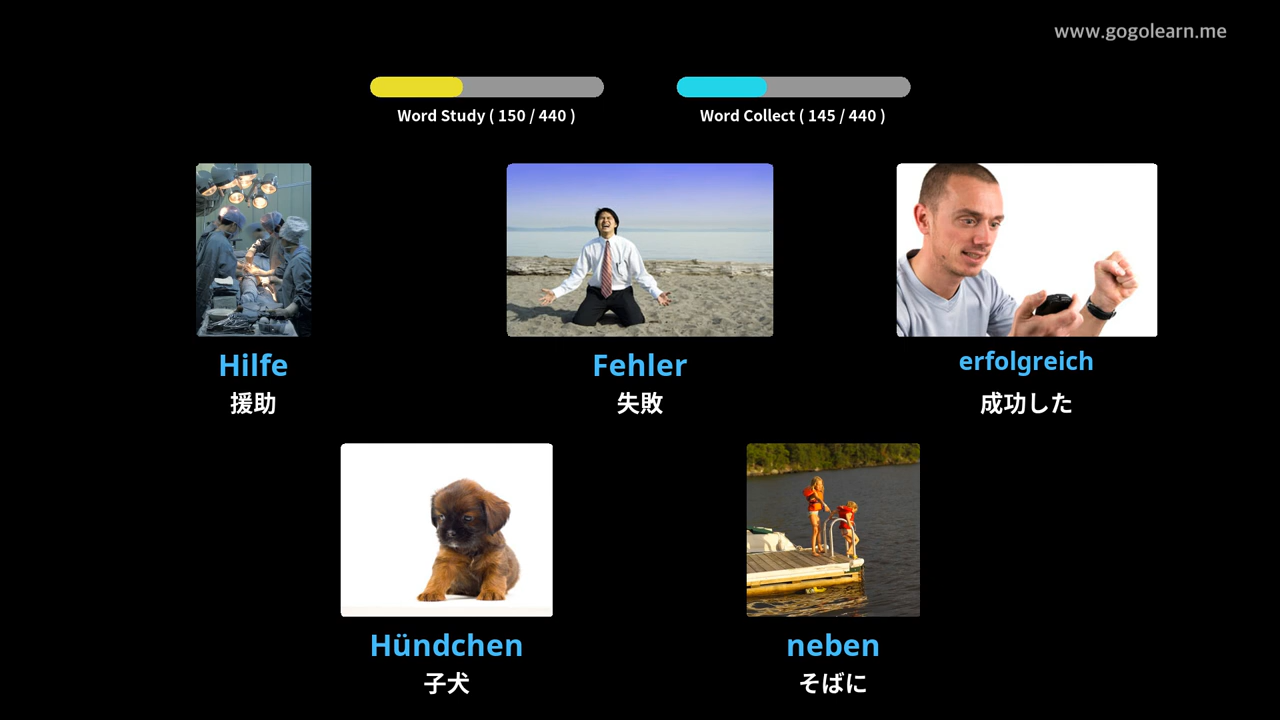 www.gogolearn.me
Word Study ( 150 / 440 )
Word Collect ( 145 / 440 )
Hilfe
援助
Fehler
失敗
erfolgreich
成功した
Hündchen
子犬
neben
そばに